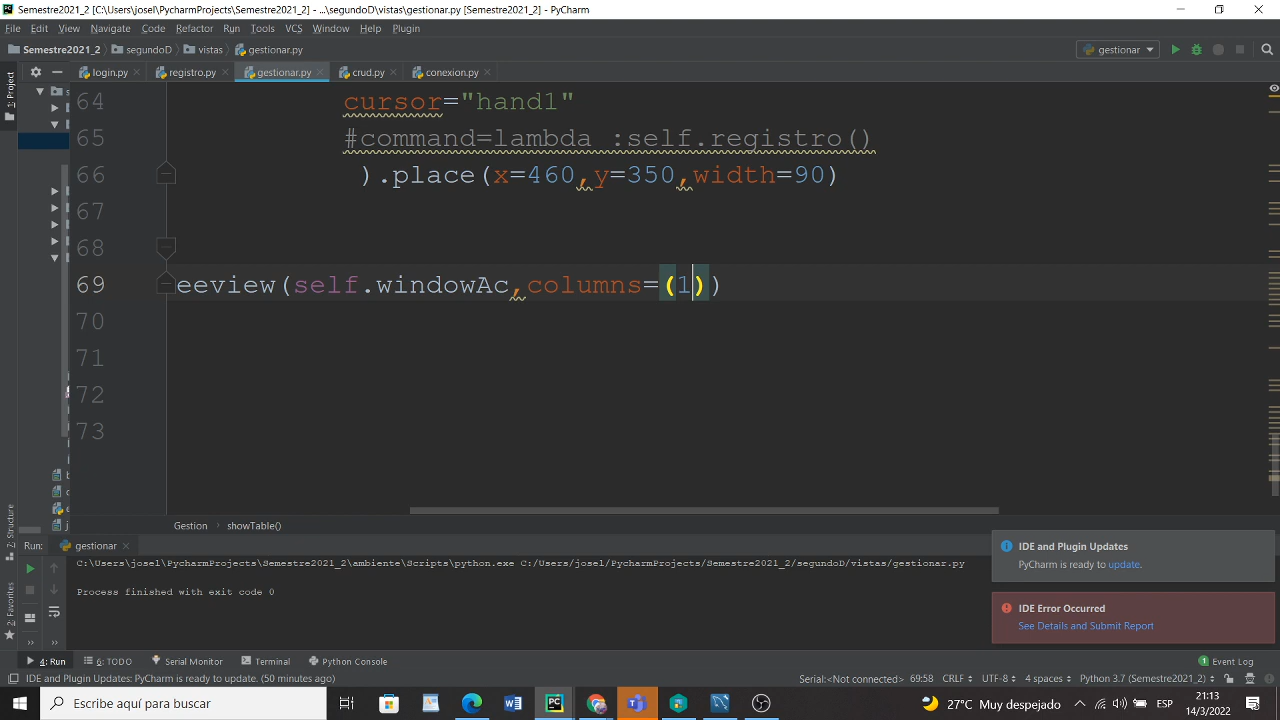 Semestre2021_2 [C:\Users\josel\PycharmProjects\Semestre2021_2] - ...\segundoD\vistas\gestionar.py [Semestre2021_2] - PyCharm
File Edit View Navigate Code Refactor Run Tools VCS Window Help Plugin
Semestre2021_2 segundoD vistas gestionar.py gestionar
1: Project
login.py registro.py gestionar.py crud.py conexion.py
64 cursor="hand1"
65 #command=lambda :self.registro()
66 ).place(x=460,y=350,width=90)
67
68
69 eeview(self.windowAc,columns=(1))
70
71
72
73
Gestion showTable()
Run: gestionar
C:\Users\josel\PycharmProjects\Semestre2021_2\ambiente\Scripts\python.exe C:/Users/josel/PycharmProjects/Semestre2021_2/segundoD/vistas/gestionar.py
Process finished with exit code 0
IDE and Plugin Updates
PyCharm is ready to update.
IDE Error Occurred
See Details and Submit Report
7: Structure
2: Favorites
4: Run 6: TODO Serial Monitor Terminal Python Console 1 Event Log
IDE and Plugin Updates: PyCharm is ready to update. (50 minutes ago) Serial:<Not connected> 69:58 CRLF UTF-8 4 spaces Python 3.7 (Semestre2021_2)
Escribe aquí para buscar
27°C Muy despejado
ESP
21:13
14/3/2022